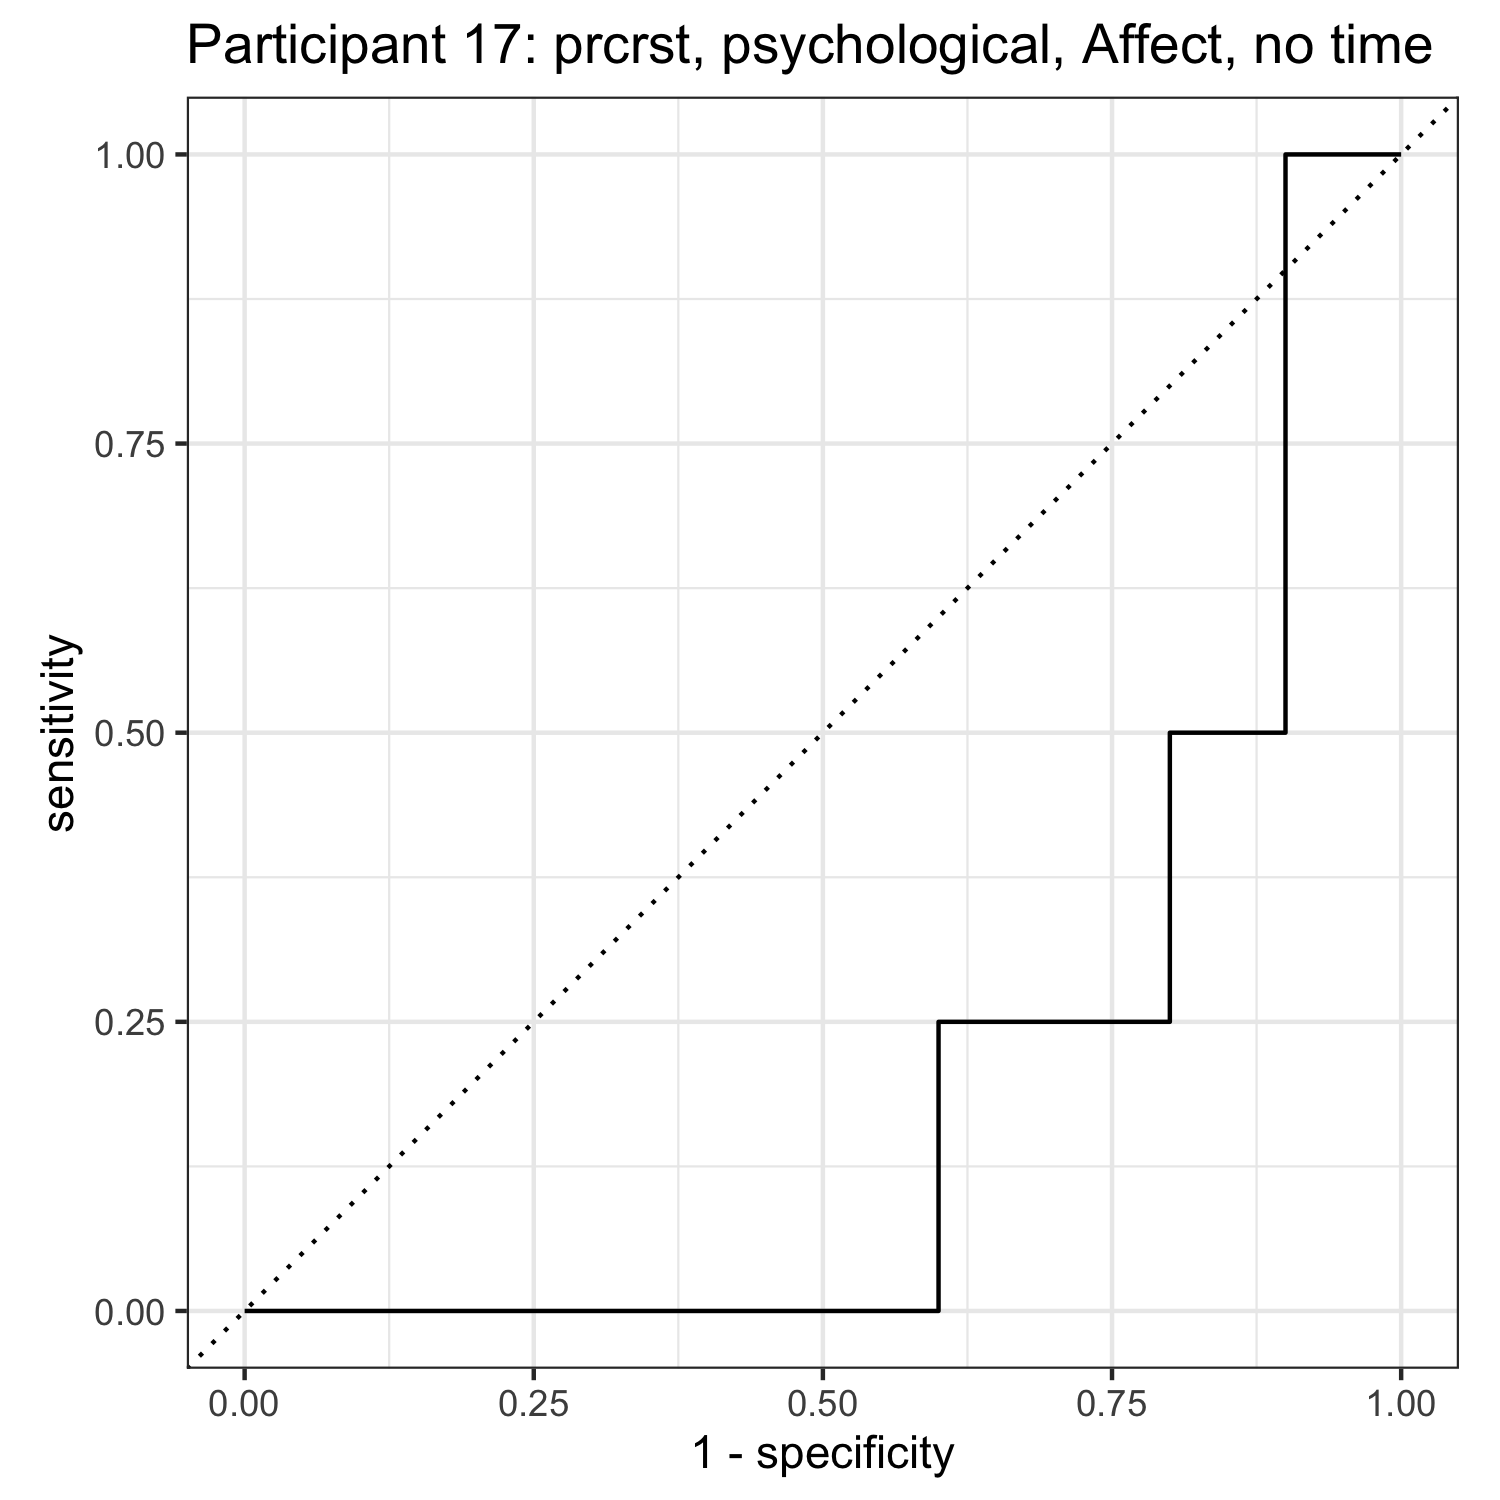 Participant 17: prcrst, psychological, Affect, no time
1.00
0.75
0.50
0.25
0.00
sensitivity
0.00 0.25 0.50 0.75 1.00
1 - specificity